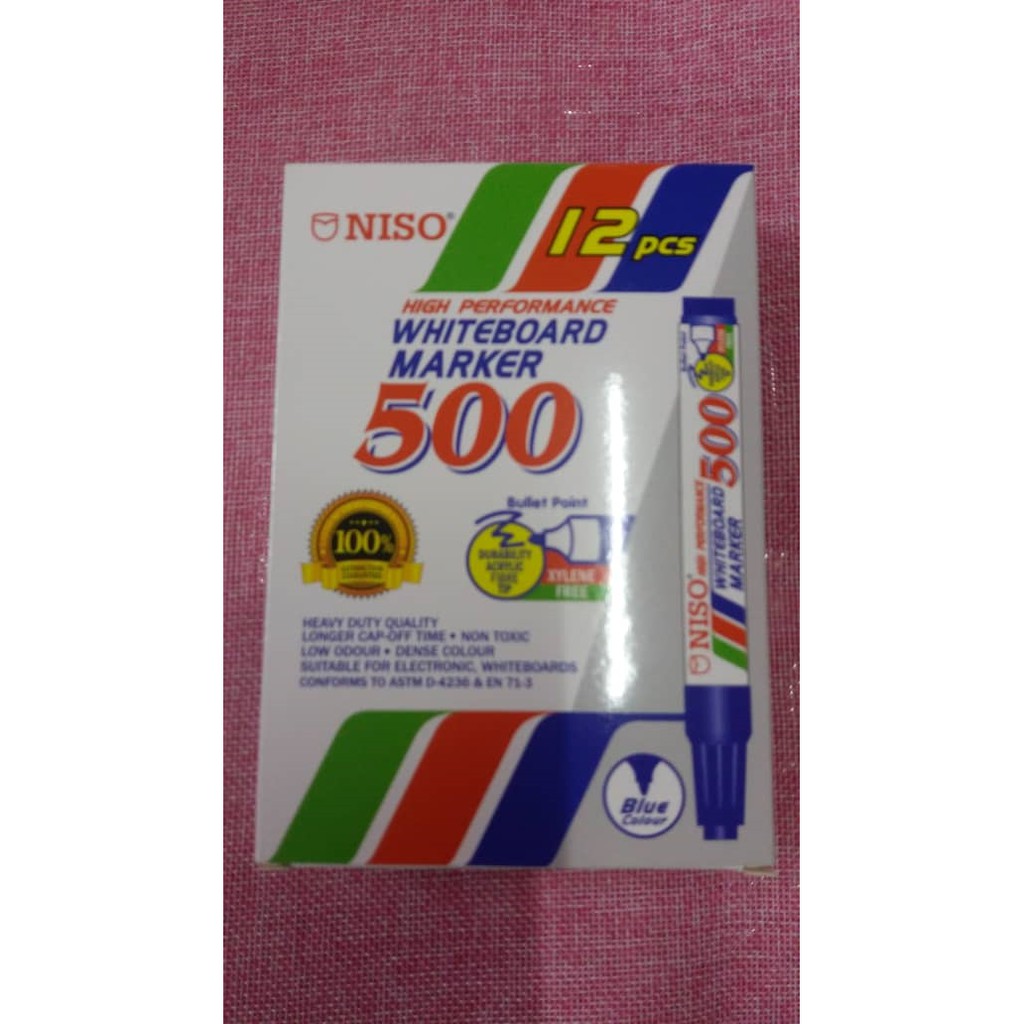 NISO®
12 pcs
HIGH PERFORMANCE
WHITEBOARD
MARKER
500
100%
Bullet Point
DURABILITY
ACRYLIC
FIBRE
TIP
XYLENE
FREE
HEAVY DUTY QUALITY
LONGER CAP-OFF TIME • NON TOXIC
LOW ODOUR • DENSE COLOUR
SUITABLE FOR ELECTRONIC, WHITEBOARDS
CONFORMS TO ASTM D-4236 & EN 71-3
NISO®
HIGH PERFORMANCE
WHITEBOARD
MARKER
500
Blue
Colour